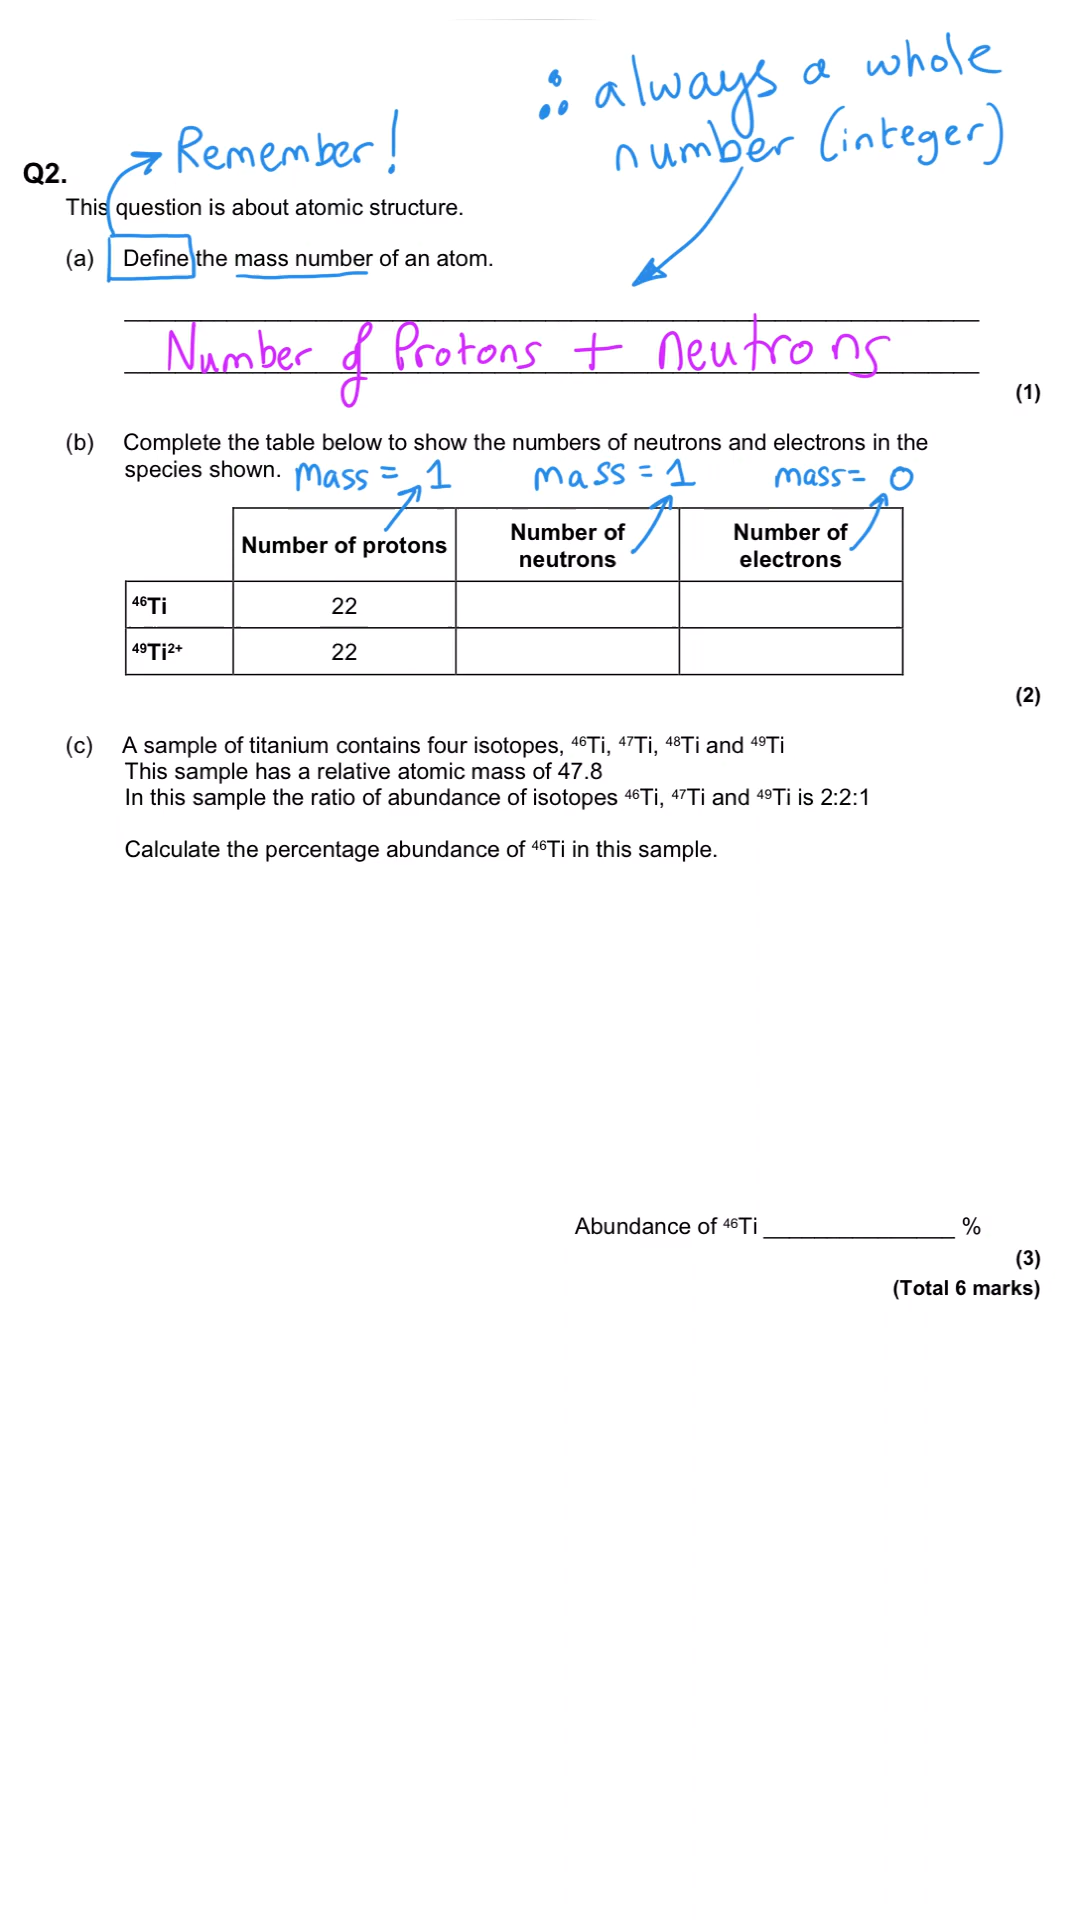 ∴ always a whole
number (integer)
→ Remember!
Q2.
This question is about atomic structure.
(a) Define the mass number of an atom.
Number of Protons + neutrons
(1)
(b) Complete the table below to show the numbers of neutrons and electrons in the
species shown. mass = 1 mass = 1 mass = 0
Number of protons Number of neutrons Number of electrons
⁴⁶Ti 22
⁴⁹Ti²⁺ 22
(2)
(c) A sample of titanium contains four isotopes, ⁴⁶Ti, ⁴⁷Ti, ⁴⁸Ti and ⁴⁹Ti
This sample has a relative atomic mass of 47.8
In this sample the ratio of abundance of isotopes ⁴⁶Ti, ⁴⁷Ti and ⁴⁹Ti is 2:2:1
Calculate the percentage abundance of ⁴⁶Ti in this sample.
Abundance of ⁴⁶Ti _______________ %
(3)
(Total 6 marks)